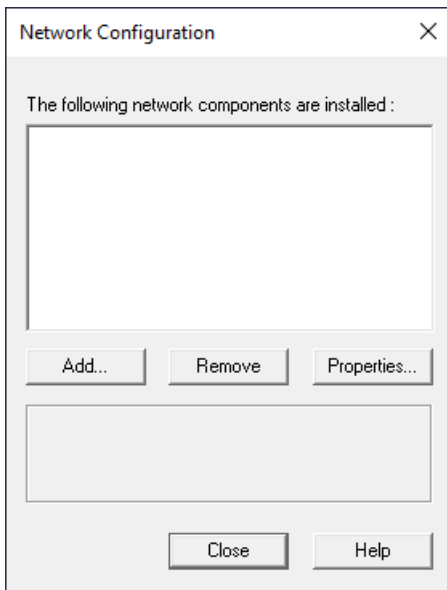 Network Configuration
The following network components are installed :
Add...
Remove
Properties...
Close
Help